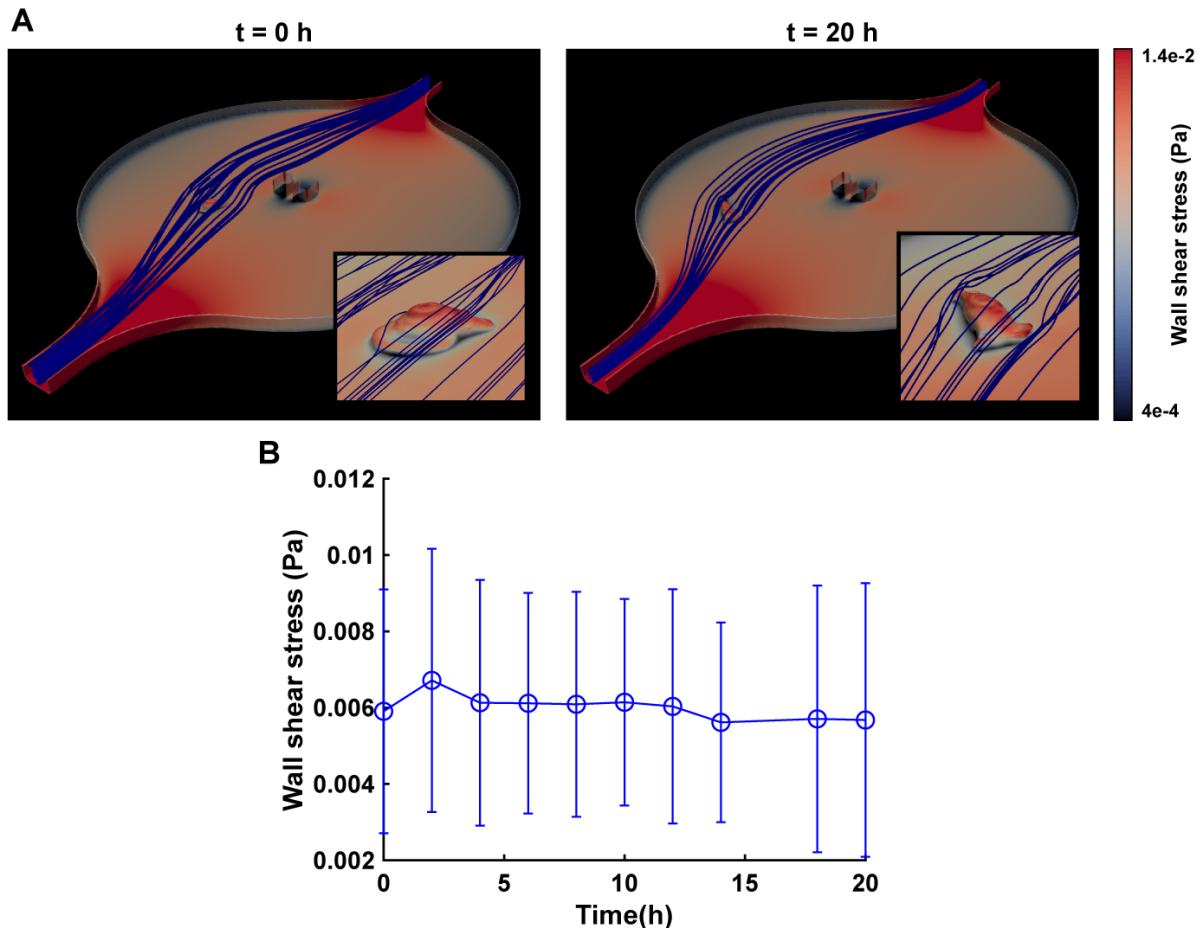 A
t = 0 h
t = 20 h
1.4e-2
Wall shear stress (Pa)
4e-4
B
Wall shear stress (Pa)
0.012
0.01
0.008
0.006
0.004
0.002
0 5 10 15 20
Time(h)